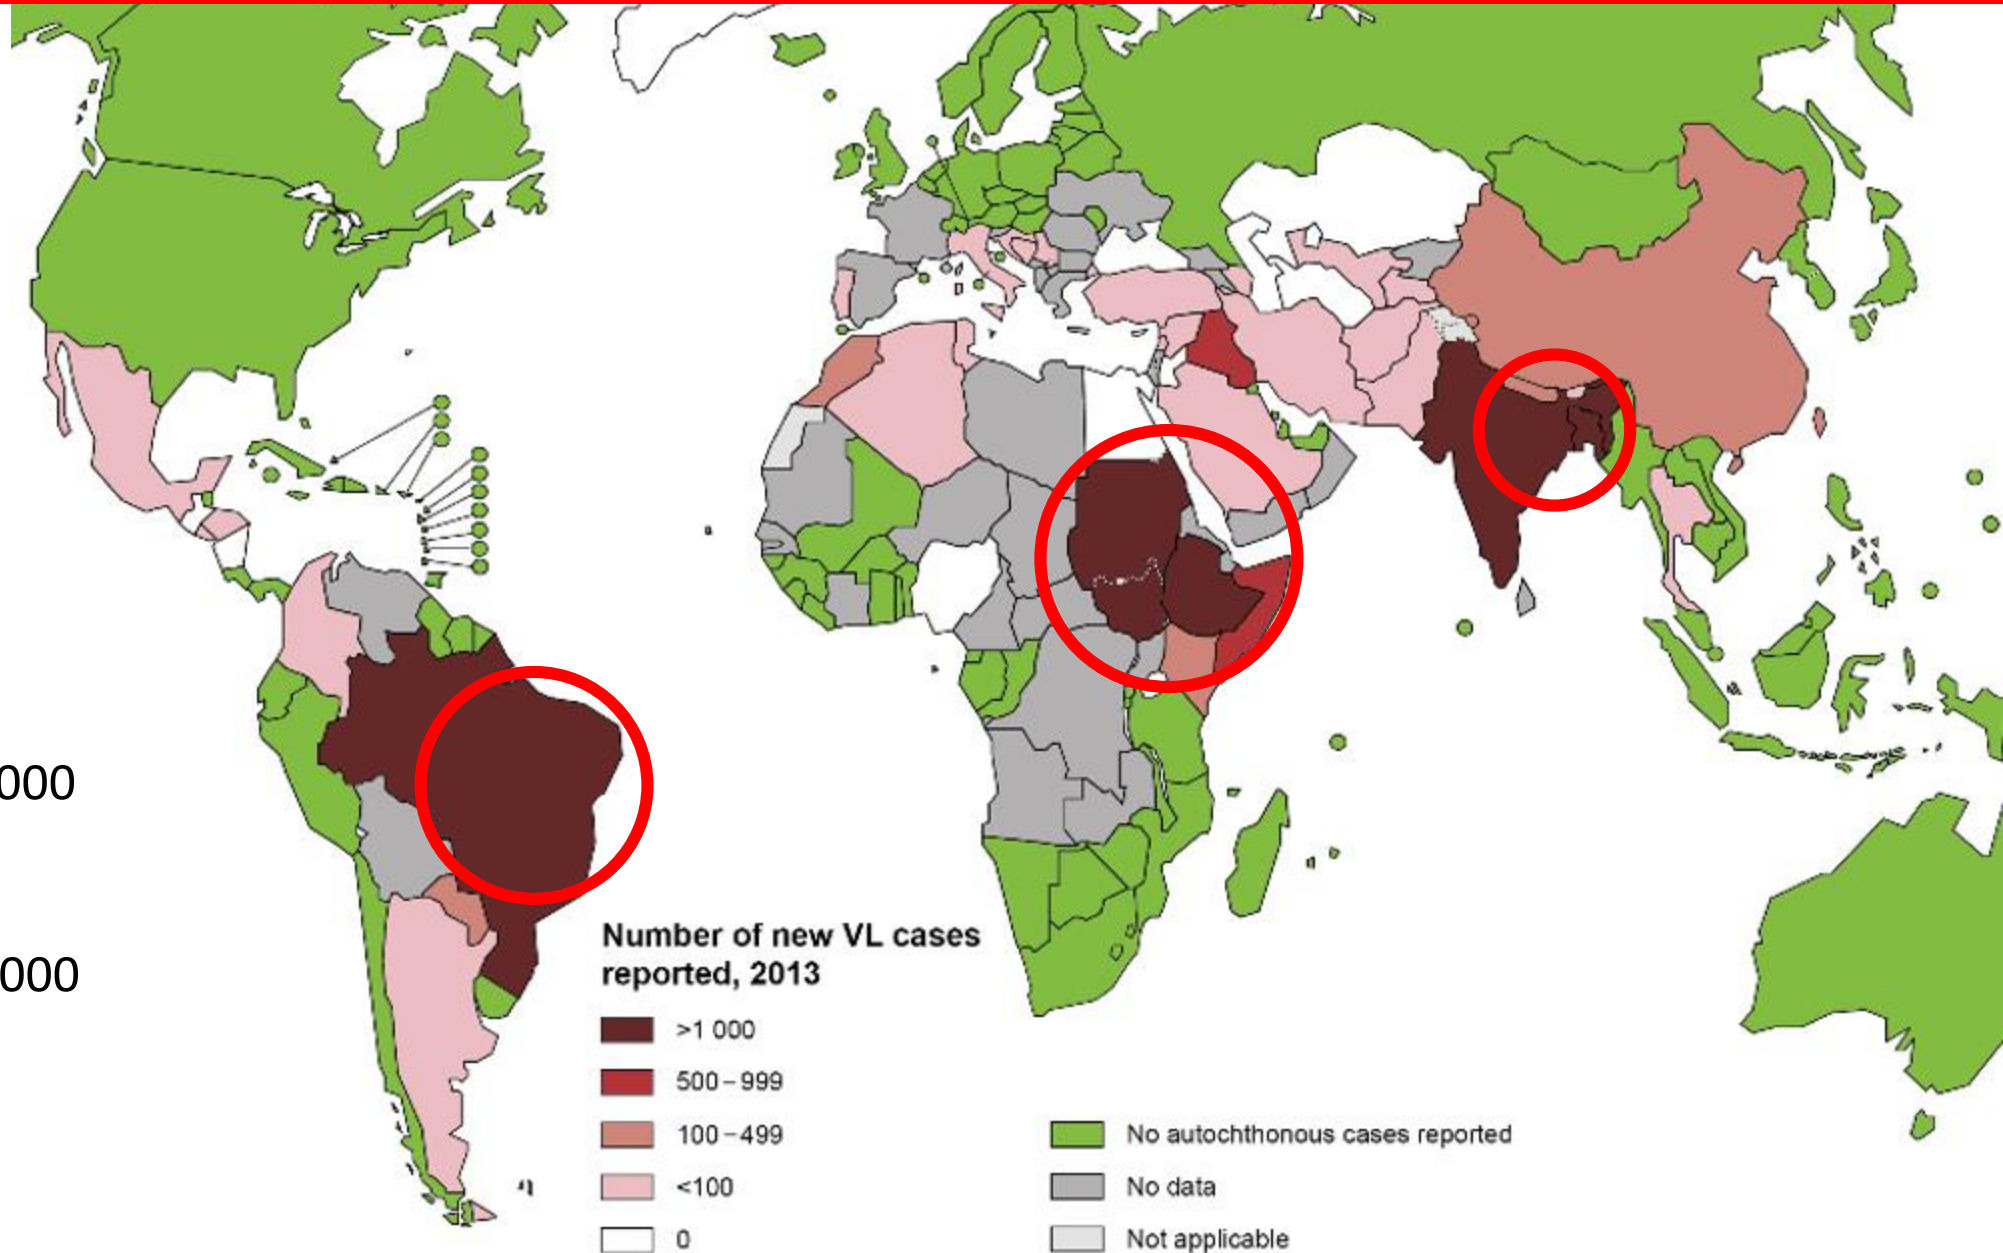 000
000
Number of new VL cases
reported, 2013
>1 000
500–999
100–499
<100
0
No autochthonous cases reported
No data
Not applicable